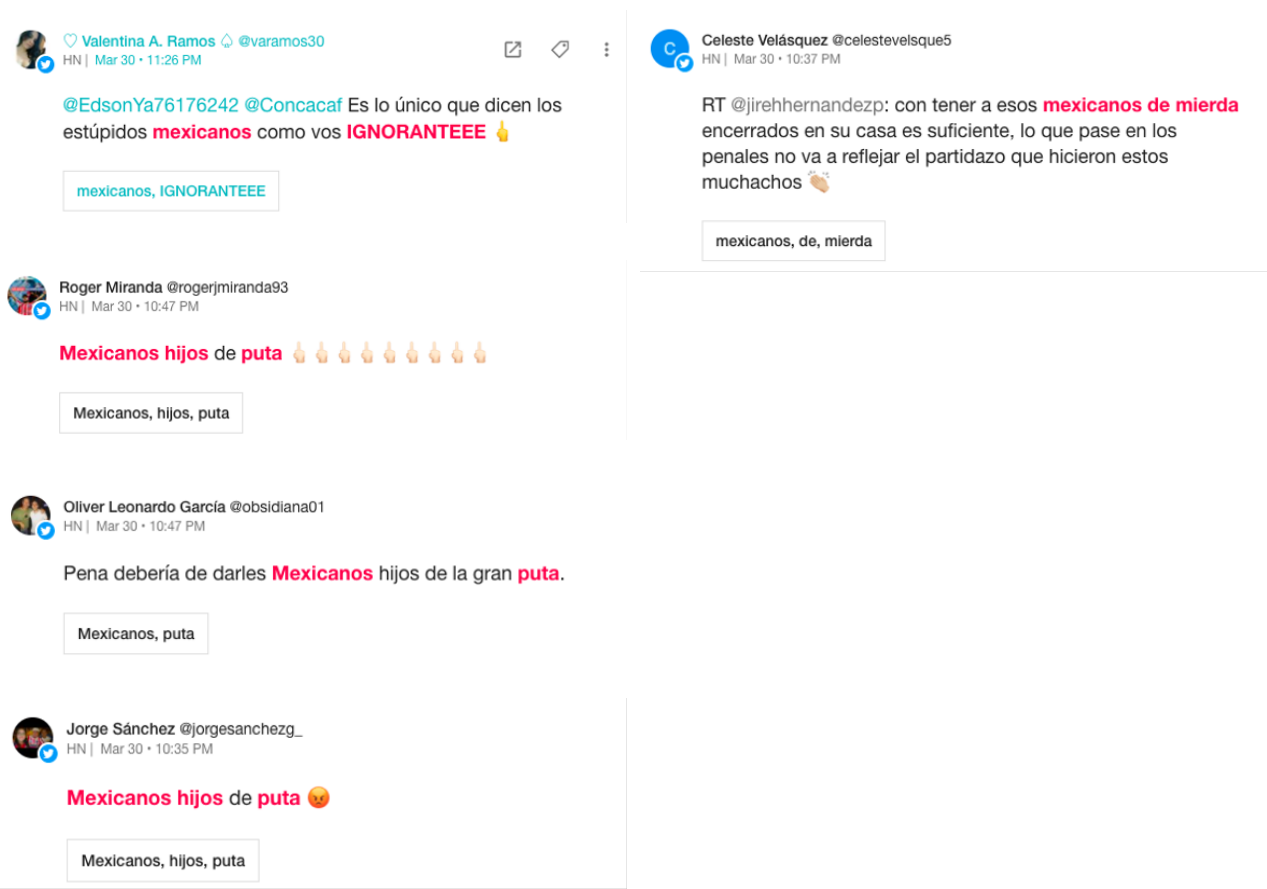 ♡ Valentina A. Ramos ♤ @varamos30
HN | Mar 30 • 11:26 PM
@EdsonYa76176242 @Concacaf Es lo único que dicen los
estúpidos mexicanos como vos IGNORANTEEE 🖕
mexicanos, IGNORANTEEE
Roger Miranda @rogerjmiranda93
HN | Mar 30 • 10:47 PM
Mexicanos hijos de puta 🖕🏻🖕🏻🖕🏻🖕🏻🖕🏻🖕🏻🖕🏻🖕🏻🖕🏻
Mexicanos, hijos, puta
Oliver Leonardo García @obsidiana01
HN | Mar 30 • 10:47 PM
Pena debería de darles Mexicanos hijos de la gran puta.
Mexicanos, puta
Jorge Sánchez @jorgesanchezg_
HN | Mar 30 • 10:35 PM
Mexicanos hijos de puta 😡
Mexicanos, hijos, puta
C
Celeste Velásquez @celestevelsque5
HN | Mar 30 • 10:37 PM
RT @jirehhernandezp: con tener a esos mexicanos de mierda
encerrados en su casa es suficiente, lo que pase en los
penales no va a reflejar el partidazo que hicieron estos
muchachos 👏🏼
mexicanos, de, mierda